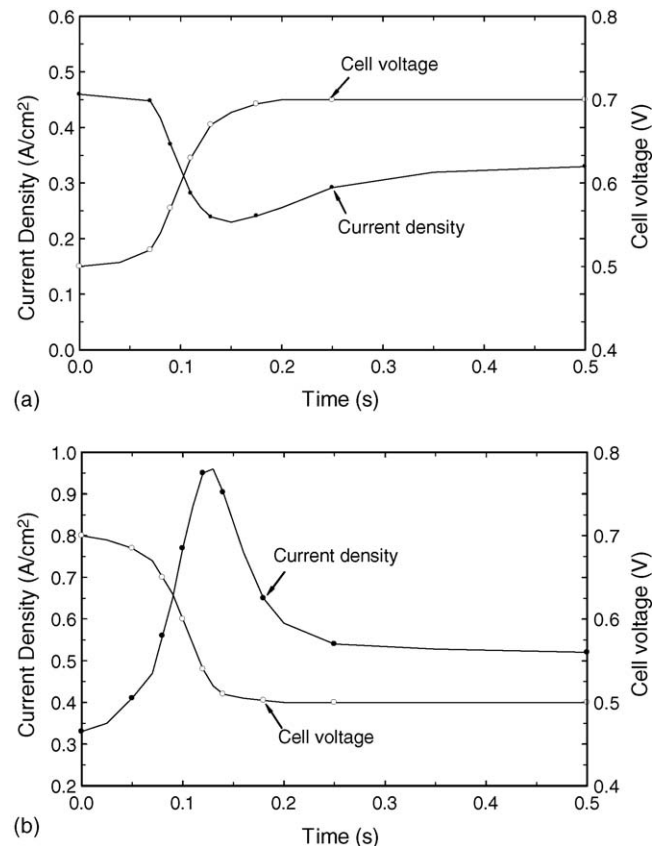 0.6
0.5
0.4
0.3
0.2
0.1
0.0
Current Density (A/cm²)
0.8
0.7
0.6
0.5
0.4
Cell voltage (V)
Cell voltage
Current density
0.0 0.1 0.2 0.3 0.4 0.5
Time (s)
(a)
1.0
0.9
0.8
0.7
0.6
0.5
0.4
0.3
0.2
Current Density (A/cm²)
0.8
0.7
0.6
0.5
0.4
Cell voltage (V)
Current density
Cell voltage
0.0 0.1 0.2 0.3 0.4 0.5
Time (s)
(b)